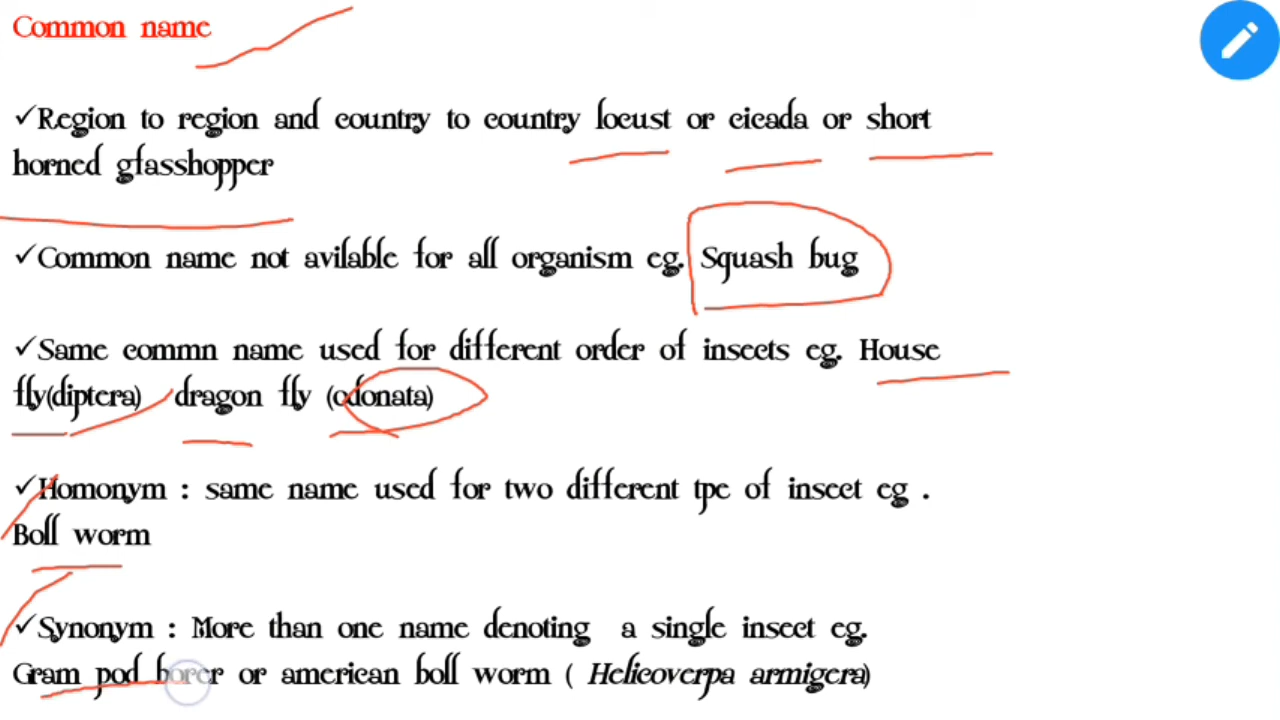 Common name
✓Region to region and country to country locust or cicada or short
horned gfasshopper
✓Common name not avilable for all organism eg. Squash bug
✓Same commn name used for different order of insects eg. House
fly(diptera) dragon fly (odonata)
✓Homonym : same name used for two different tpe of insect eg .
Boll worm
✓Synonym : More than one name denoting a single insect eg.
Gram pod borer or american boll worm ( Helicoverpa armigera)